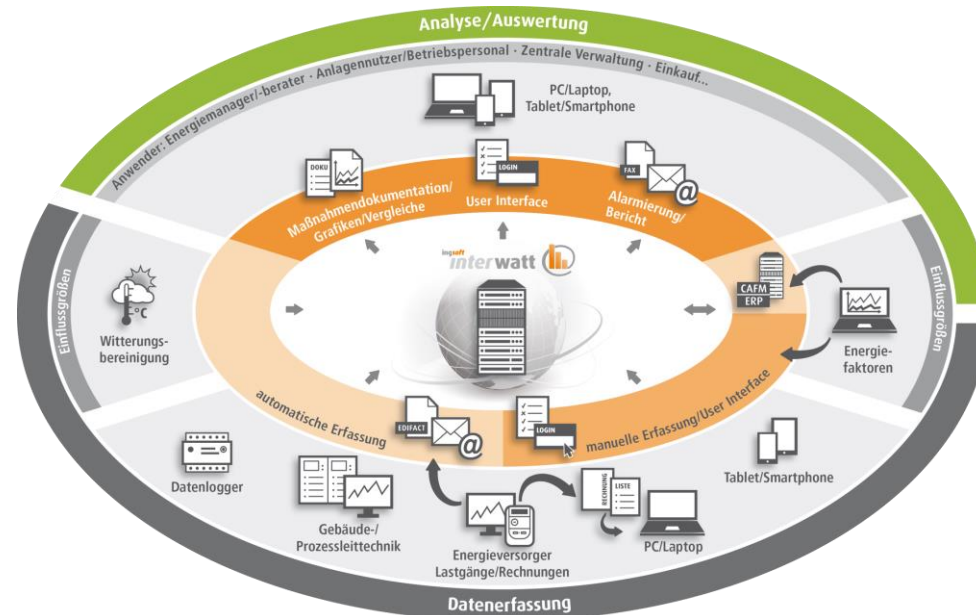 Analyse/Auswertung
Anwender: Energiemanager/-berater · Anlagennutzer/Betriebspersonal · Zentrale Verwaltung · Einkauf...
PC/Laptop,
Tablet/Smartphone
DOKU
LOGIN
FAX
@
Maßnahmendokumentation/
Grafiken/Vergleiche
User Interface
Alarmierung/
Bericht
ingsoft
interwatt
CAFM
ERP
Einflussgrößen
°C
Witterungs-
bereinigung
Einflussgrößen
Energie-
faktoren
automatische Erfassung
EDIFACT
@
LOGIN
manuelle Erfassung/User Interface
Datenlogger
Gebäude-/
Prozessleittechnik
Energieversorger
Lastgänge/Rechnungen
RECHNUNG
LISTE
PC/Laptop
Tablet/Smartphone
Datenerfassung